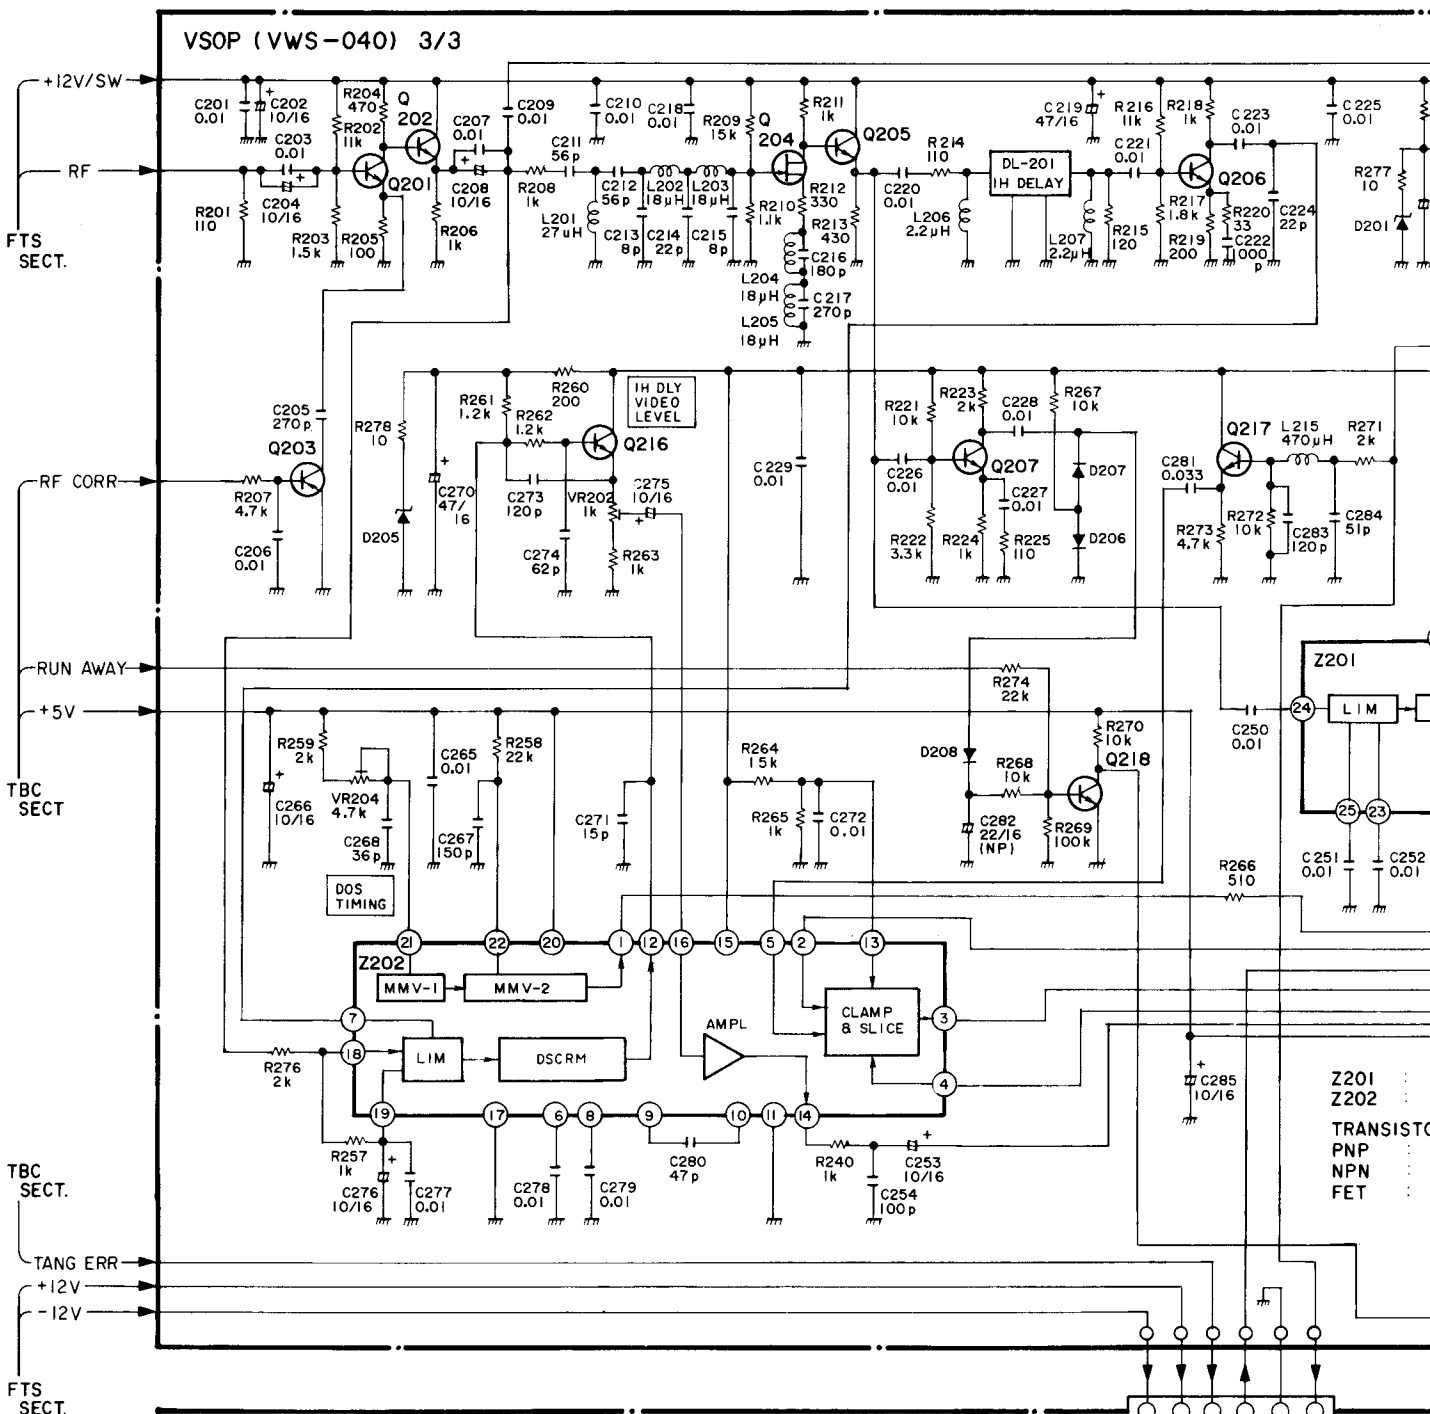 VSOP (VWS-040) 3/3
+12V/SW
RF
FTS
SECT.
C201
0.01
C202
10/16
C203
0.01
C204
10/16
R201
110
R202
11k
R204
470
Q
202
Q201
R203
1.5k
R205
100
R206
1k
C207
0.01
C208
10/16
C209
0.01
R208
1k
C211
56p
C210
0.01
C218
0.01
L201
27uH
C212
56p
L202
18µH
L203
18µH
C213
8p
C214
22p
C215
8p
R209
15k
R210
1.1k
Q
204
R211
1k
Q205
R212
330
R213
430
C216
180p
L204
18µH
C217
270p
L205
18µH
C220
0.01
R214
110
L206
2.2µH
DL-201
1H DELAY
L207
2.2µH
R215
120
C219
47/16
R216
11k
C221
0.01
R218
1k
Q206
R217
1.8k
R219
200
R220
33
C222
1000
p
C223
0.01
C224
22p
C225
0.01
R277
10
D201
RF CORR
R207
4.7k
C206
0.01
Q203
C205
270p
R278
10
D205
C270
47/
16
R261
1.2k
R262
1.2k
R260
200
C273
120p
C274
62p
Q216
1H DLY
VIDEO
LEVEL
VR202
1k
C275
10/16
R263
1k
C229
0.01
C226
0.01
R221
10k
R222
3.3k
R223
2k
Q207
R224
1k
C227
0.01
R225
110
C228
0.01
R267
10k
D207
D206
Q217
C281
0.033
R273
4.7k
R272
10k
C283
120p
L215
470µH
C284
51p
R271
2k
RUN AWAY
+5V
TBC
SECT
R274
22k
R259
2k
C266
10/16
VR204
4.7k
C268
36p
DOS
TIMING
C265
0.01
C267
150p
R258
22k
C271
15p
R264
15k
R265
1k
C272
0.01
D208
C282
22/16
(NP)
R268
10k
R269
100k
R270
10k
Q218
C250
0.01
Z201
24
LIM
25
23
C251
0.01
C252
0.01
R266
510
21
22
20
1
12
16
15
5
2
13
Z202
MMV-1
MMV-2
7
18
LIM
DSCRM
AMPL
CLAMP
& SLICE
3
4
R276
2k
19
17
6
8
9
10
11
14
R257
1k
C276
10/16
C277
0.01
C278
0.01
C279
0.01
C280
47p
R240
1k
C254
100p
C253
10/16
C285
10/16
Z201 :
Z202 :
TRANSISTO
PNP :
NPN :
FET :
TBC
SECT.
TANG ERR
+12V
-12V
FTS
SECT.